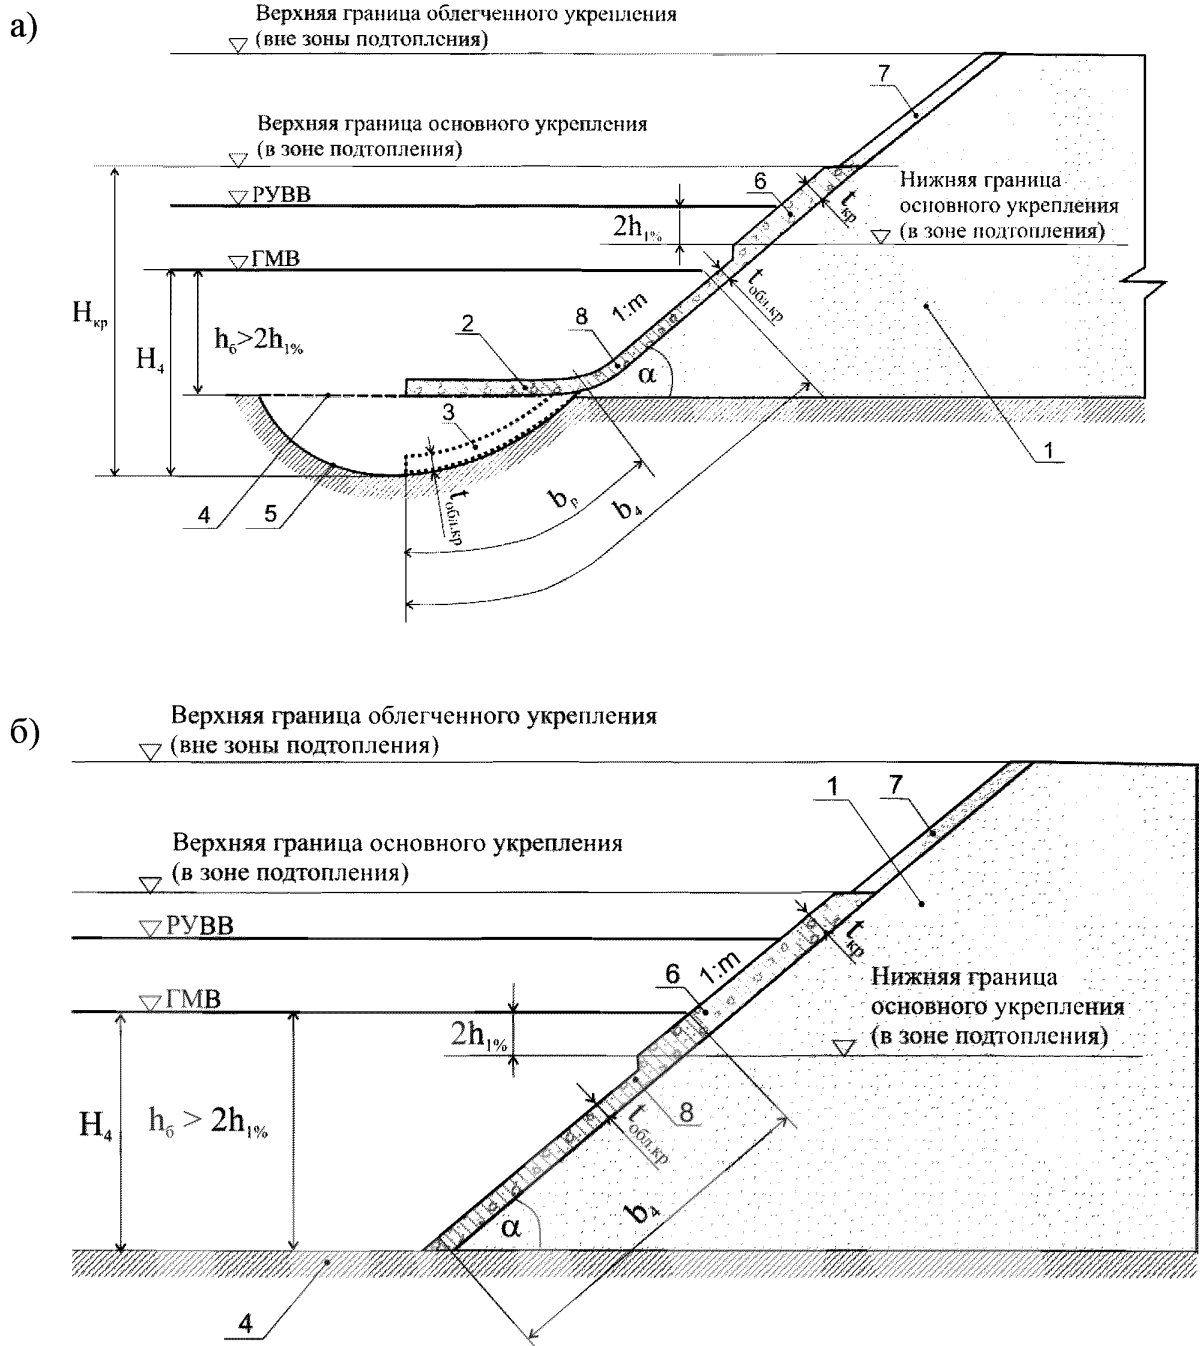 а)
Верхняя граница облегченного укрепления
(вне зоны подтопления)
7
Верхняя граница основного укрепления
(в зоне подтопления)
6
Нижняя граница
основного укрепления
(в зоне подтопления)
tкр
РУВВ
2h1%
ГМВ
tобл.кр
Hкр
H4
hб>2h1%
2
8
1:m
α
3
1
4
5
tобл.кр
bр
b4
б)
Верхняя граница облегченного укрепления
(вне зоны подтопления)
1
7
Верхняя граница основного укрепления
(в зоне подтопления)
РУВВ
tкр
1:m
6
Нижняя граница
основного укрепления
(в зоне подтопления)
ГМВ
2h1%
H4
hб > 2h1%
8
tобл.кр
b4
α
4